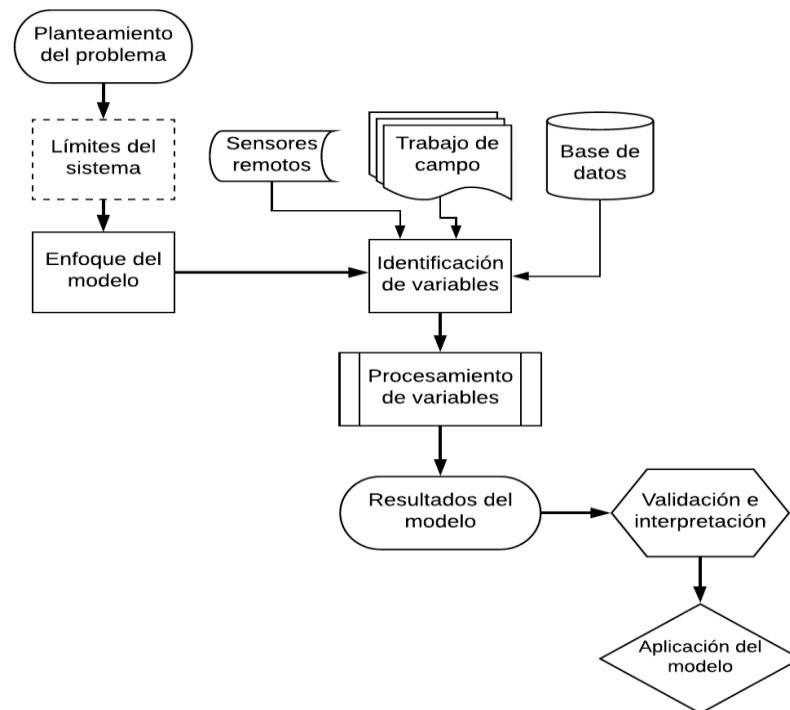 Planteamiento
del problema
Límites del
sistema
Sensores
remotos
Trabajo de
campo
Base de
datos
Enfoque del
modelo
Identificación
de variables
Procesamiento
de variables
Resultados del
modelo
Validación e
interpretación
Aplicación del
modelo